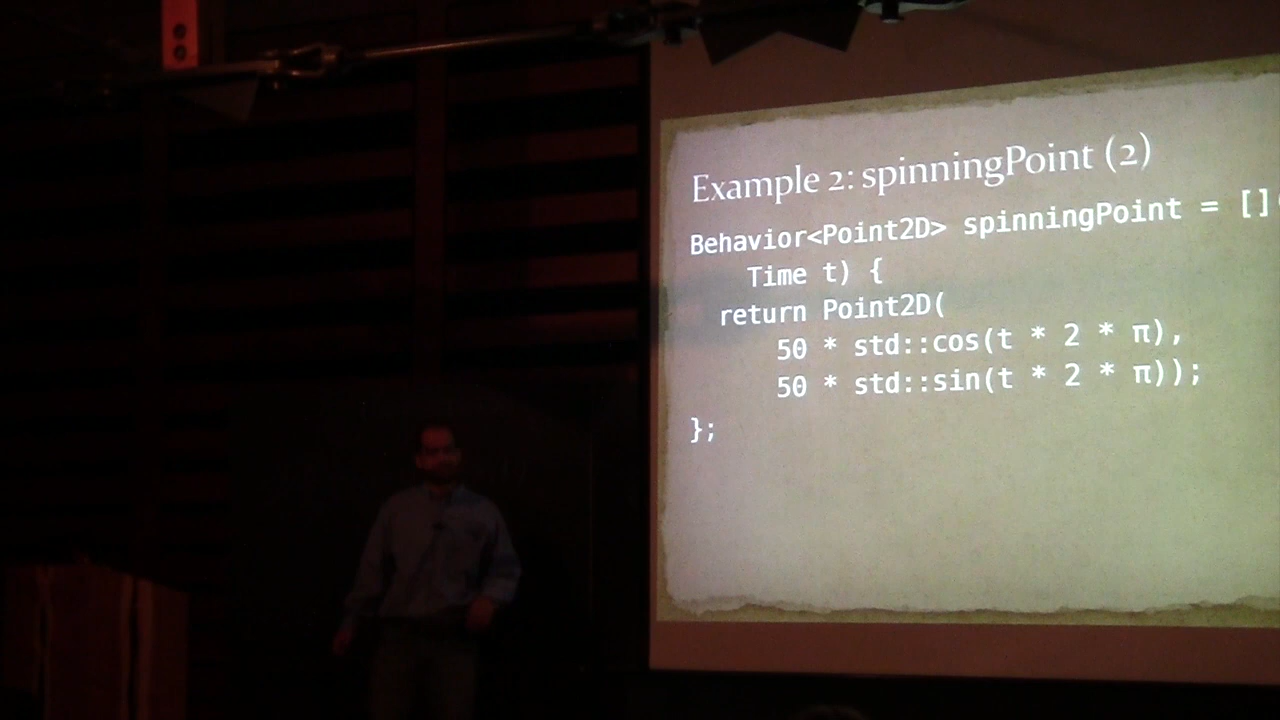 Example 2: spinningPoint (2)
Behavior<Point2D> spinningPoint = [](
Time t) {
return Point2D(
50 * std::cos(t * 2 * π),
50 * std::sin(t * 2 * π));
};